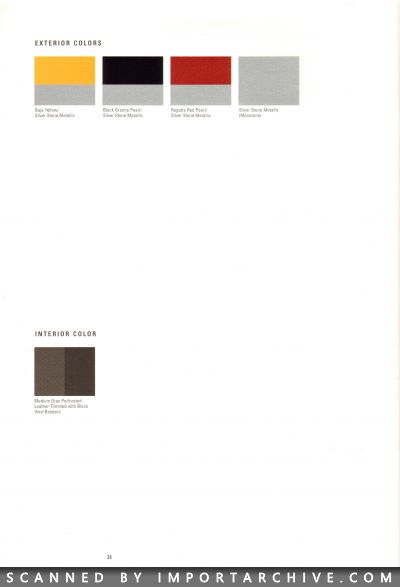 EXTERIOR COLORS
Baja Yellow/
Silver Stone Metallic
Black Granite Pearl/
Silver Stone Metallic
Regatta Red Pearl/
Silver Stone Metallic
Silver Stone Metallic
(Monotone)
INTERIOR COLOR
Medium Gray Perforated
Leather-Trimmed with Black
Vinyl Bolsters
26
SCANNED BY IMPORTARCHIVE.COM